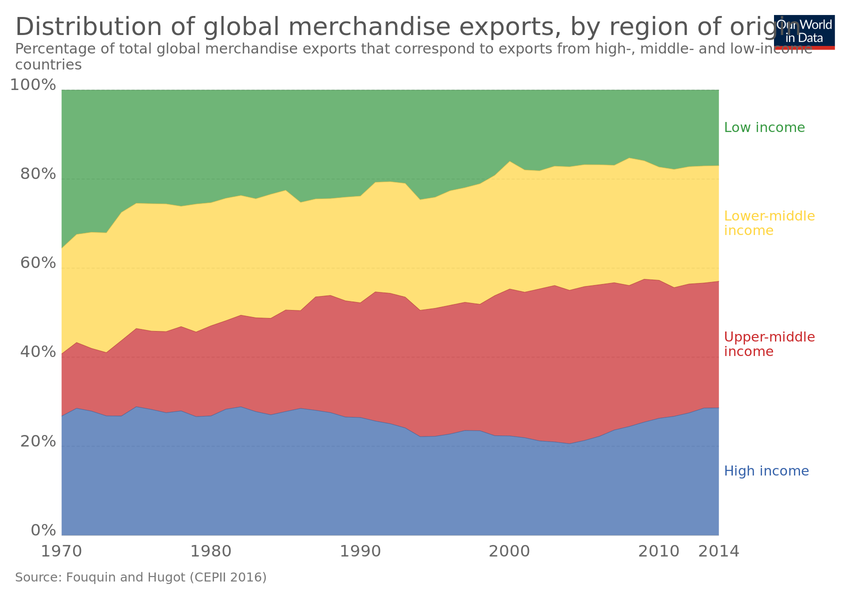 Distribution of global merchandise exports, by region of origin
Our World
in Data
Percentage of total global merchandise exports that correspond to exports from high-, middle- and low-income
countries
100%
80%
60%
40%
20%
0%
Low income
Lower-middle
income
Upper-middle
income
High income
1970
1980
1990
2000
2010
2014
Source: Fouquin and Hugot (CEPII 2016)